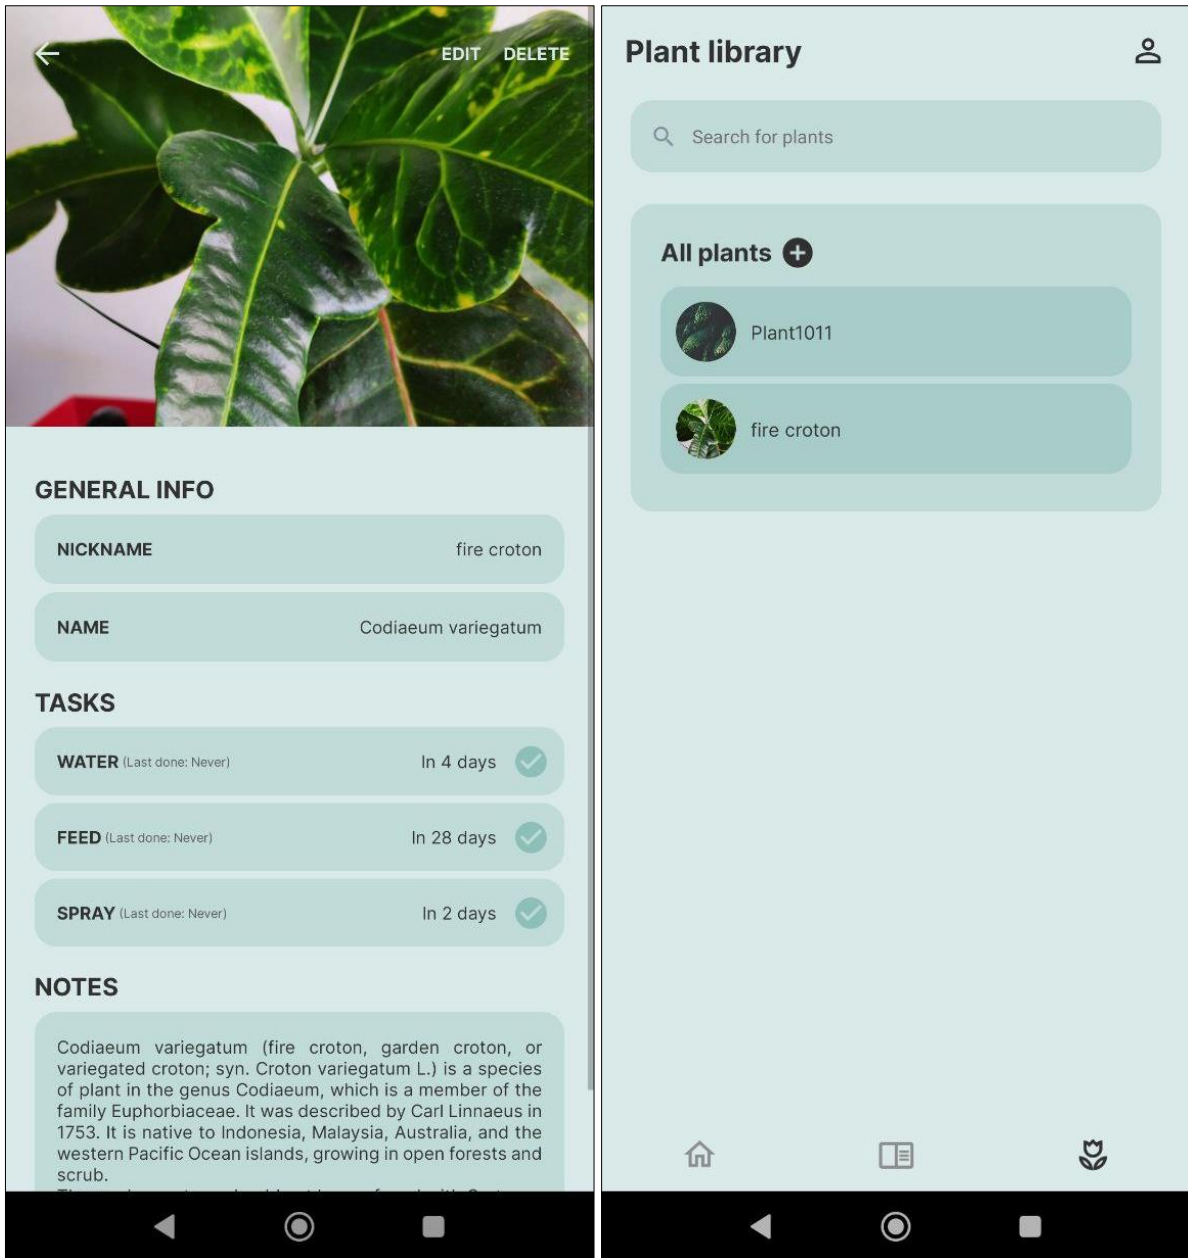 EDIT DELETE
GENERAL INFO
NICKNAME fire croton
NAME Codiaeum variegatum
TASKS
WATER (Last done: Never) In 4 days
FEED (Last done: Never) In 28 days
SPRAY (Last done: Never) In 2 days
NOTES
Codiaeum variegatum (fire croton, garden croton, or
variegated croton; syn. Croton variegatum L.) is a species
of plant in the genus Codiaeum, which is a member of the
family Euphorbiaceae. It was described by Carl Linnaeus in
1753. It is native to Indonesia, Malaysia, Australia, and the
western Pacific Ocean islands, growing in open forests and
scrub.
Plant library
Search for plants
All plants
Plant1011
fire croton